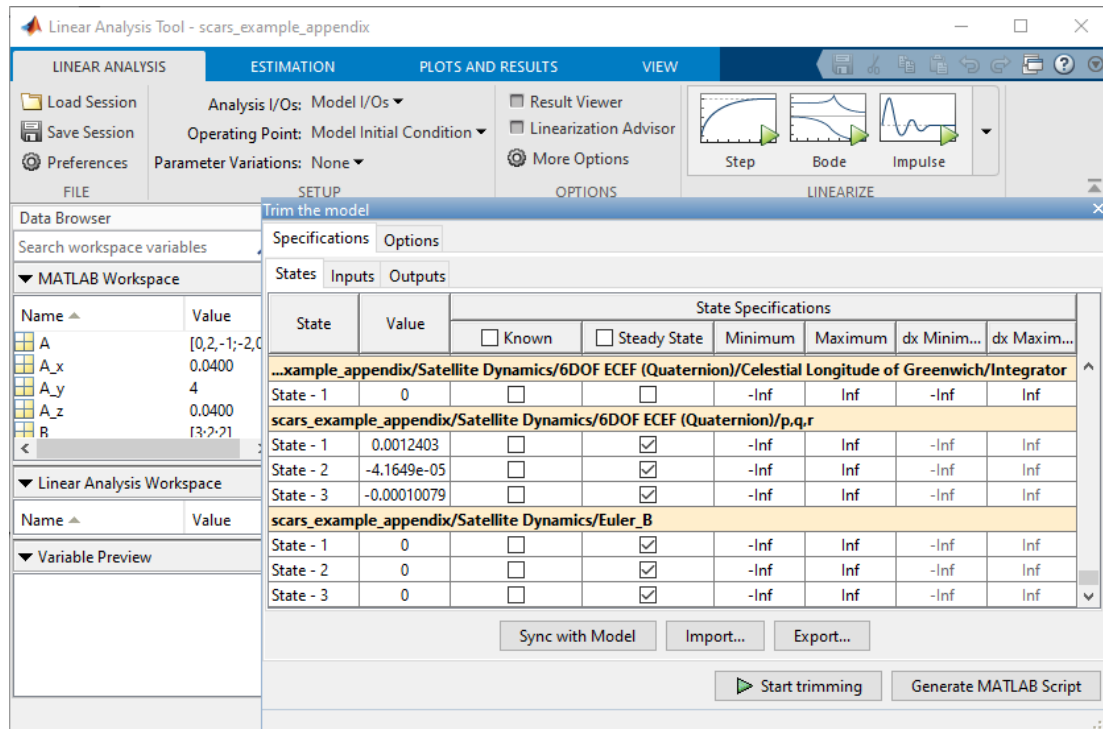 Linear Analysis Tool - scars_example_appendix
LINEAR ANALYSIS ESTIMATION PLOTS AND RESULTS VIEW
Load Session
Save Session
Preferences
FILE
Analysis I/Os: Model I/Os
Operating Point: Model Initial Condition
Parameter Variations: None
SETUP
Result Viewer
Linearization Advisor
More Options
OPTIONS
Step Bode Impulse
LINEARIZE
Data Browser
Search workspace variables
MATLAB Workspace
Name Value
A [0,2,-1;-2,0
A_x 0.0400
A_y 4
A_z 0.0400
B [3;2;2]
Linear Analysis Workspace
Name Value
Variable Preview
Trim the model
Specifications Options
States Inputs Outputs
State Value State Specifications
Known Steady State Minimum Maximum dx Minim... dx Maxim...
...xample_appendix/Satellite Dynamics/6DOF ECEF (Quaternion)/Celestial Longitude of Greenwich/Integrator
State - 1 0 -Inf Inf -Inf Inf
scars_example_appendix/Satellite Dynamics/6DOF ECEF (Quaternion)/p,q,r
State - 1 0.0012403 -Inf Inf -Inf Inf
State - 2 -4.1649e-05 -Inf Inf -Inf Inf
State - 3 -0.00010079 -Inf Inf -Inf Inf
scars_example_appendix/Satellite Dynamics/Euler_B
State - 1 0 -Inf Inf -Inf Inf
State - 2 0 -Inf Inf -Inf Inf
State - 3 0 -Inf Inf -Inf Inf
Sync with Model Import... Export...
Start trimming Generate MATLAB Script